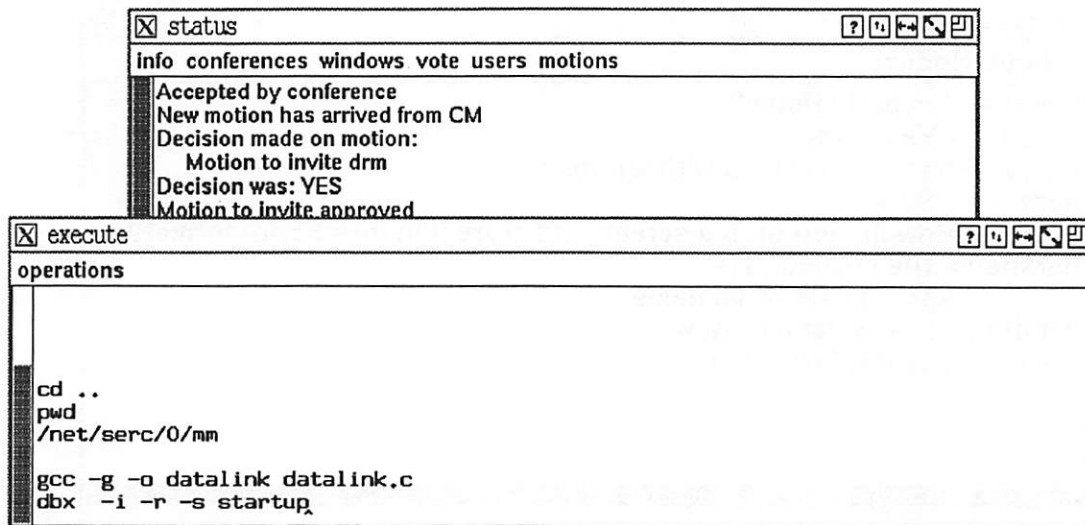 status
info conferences windows vote users motions
Accepted by conference
New motion has arrived from CM
Decision made on motion:
Motion to invite drm
Decision was: YES
Motion to invite approved
execute
operations
cd ..
pwd
/net/serc/0/mm
gcc -g -o datalink datalink.c
dbx -i -r -s startup^